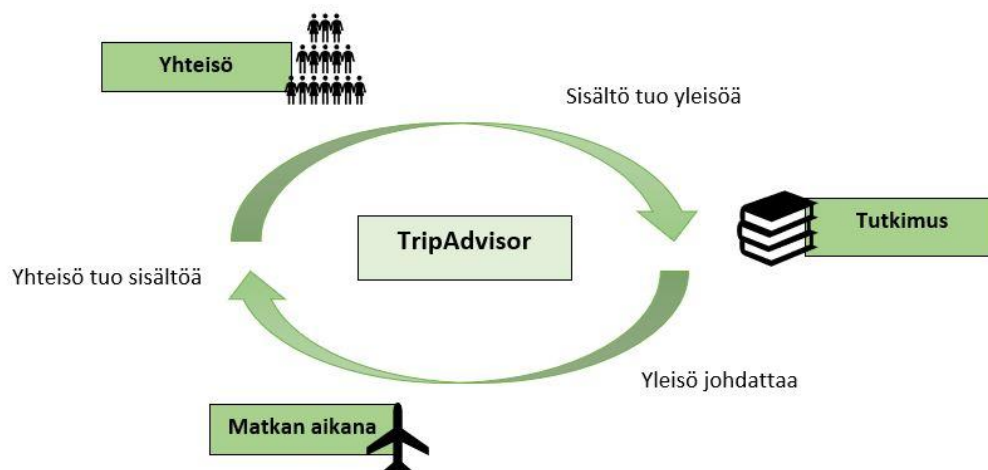 Yhteisö
Sisältö tuo yleisöä
Tutkimus
TripAdvisor
Yhteisö tuo sisältöä
Yleisö johdattaa
Matkan aikana